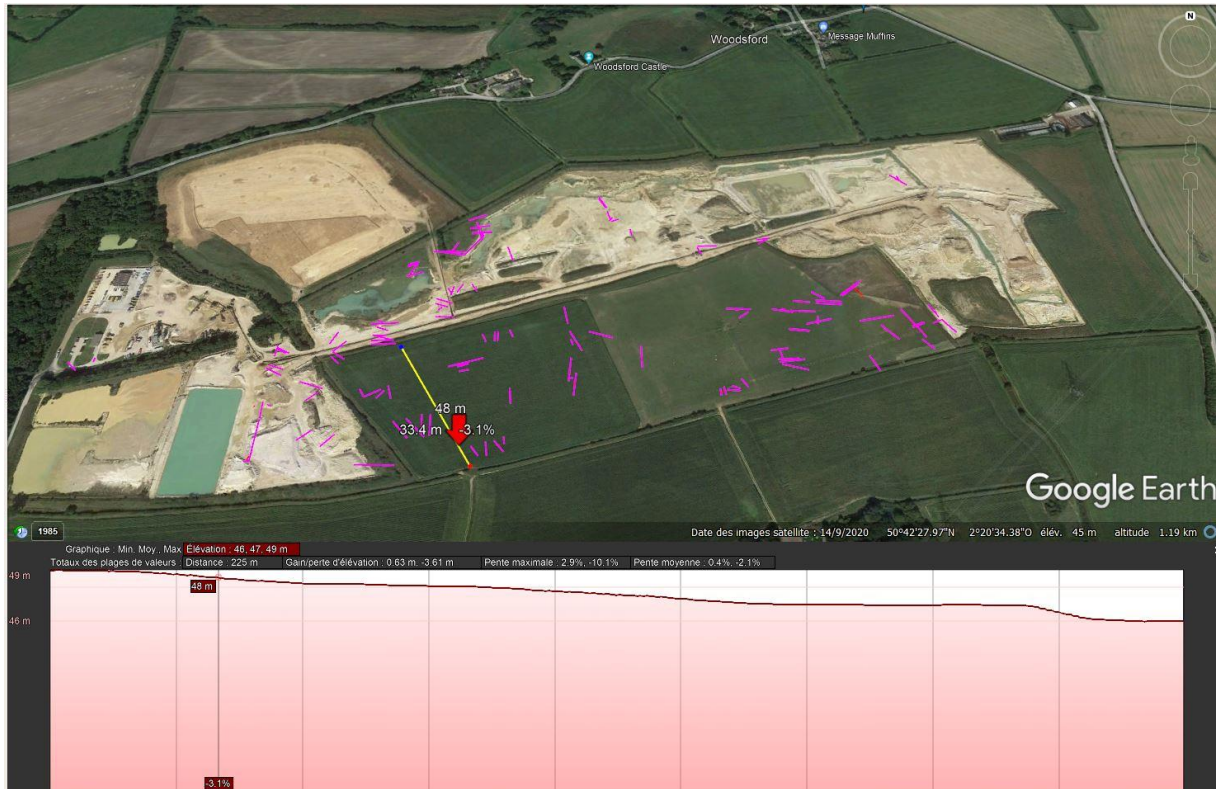 N
Woodsford
Message Muffins
Woodsford Castle
48 m
33.4 m -3.1%
Google Earth
1985
Date des images satellite : 14/9/2020 50°42'27.97"N 2°20'34.38"O élév. 45 m altitude 1.19 km
Graphique : Min. Moy.. Max Élévation : 46, 47. 49 m
Totaux des plages de valeurs : Distance : 225 m Gain/perte d'élévation : 0.63 m. -3.61 m Pente maximale : 2.9%, -10.1% Pente moyenne : 0.4%. -2.1%
49 m
48 m
46 m
-3.1%